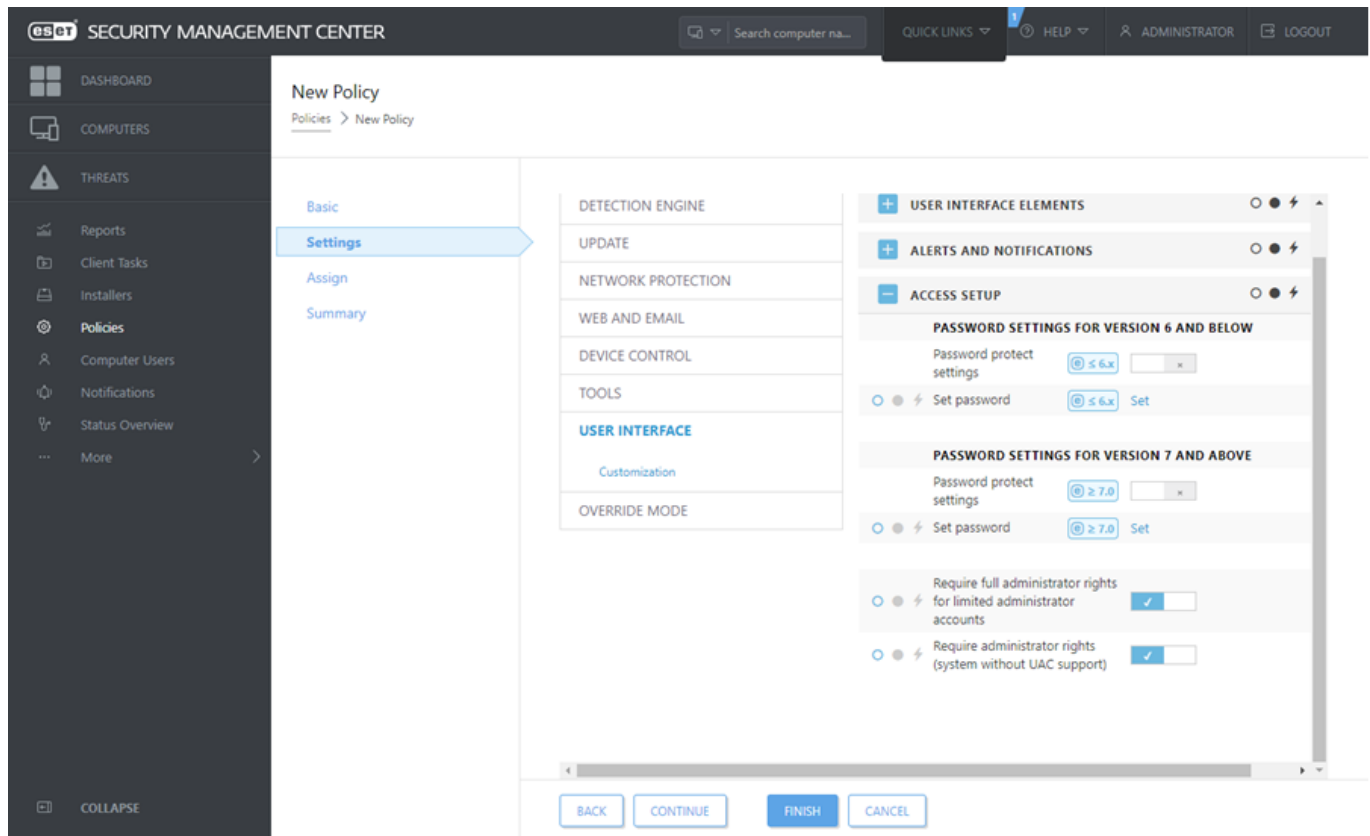 eset SECURITY MANAGEMENT CENTER
Search computer na...
QUICK LINKS
1
HELP
ADMINISTRATOR
LOGOUT
DASHBOARD
COMPUTERS
THREATS
Reports
Client Tasks
Installers
Policies
Computer Users
Notifications
Status Overview
More
COLLAPSE
New Policy
Policies > New Policy
Basic
Settings
Assign
Summary
DETECTION ENGINE
UPDATE
NETWORK PROTECTION
WEB AND EMAIL
DEVICE CONTROL
TOOLS
USER INTERFACE
Customization
OVERRIDE MODE
USER INTERFACE ELEMENTS
ALERTS AND NOTIFICATIONS
ACCESS SETUP
PASSWORD SETTINGS FOR VERSION 6 AND BELOW
Password protect
settings
e ≤ 6.x
Set password
e ≤ 6.x
Set
PASSWORD SETTINGS FOR VERSION 7 AND ABOVE
Password protect
settings
e ≥ 7.0
Set password
e ≥ 7.0
Set
Require full administrator rights
for limited administrator
accounts
Require administrator rights
(system without UAC support)
BACK
CONTINUE
FINISH
CANCEL